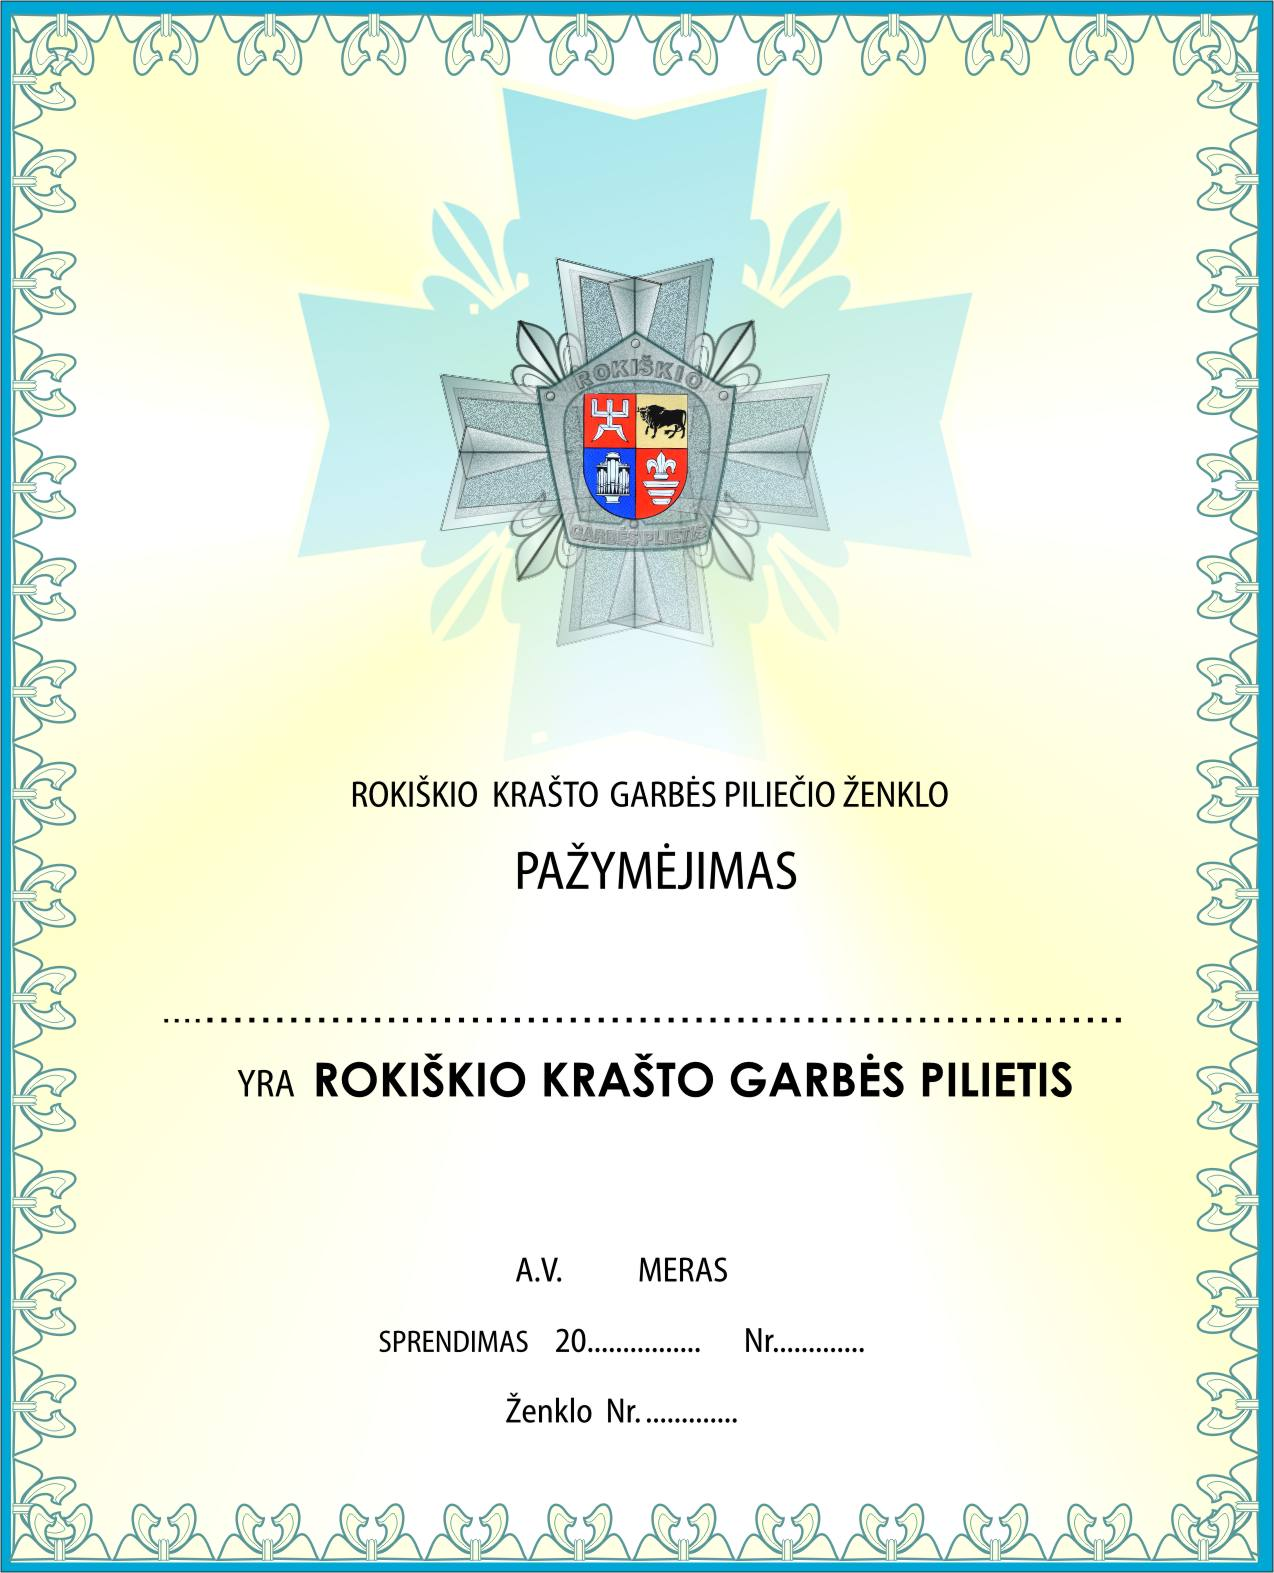 ROKIŠKIO
GARBĖS PLIETIS
ROKIŠKIO KRAŠTO GARBĖS PILIEČIO ŽENKLO
PAŽYMĖJIMAS
................................................................................
YRA ROKIŠKIO KRAŠTO GARBĖS PILIETIS
A.V. MERAS
SPRENDIMAS 20................ Nr.............
Ženklo Nr. .............